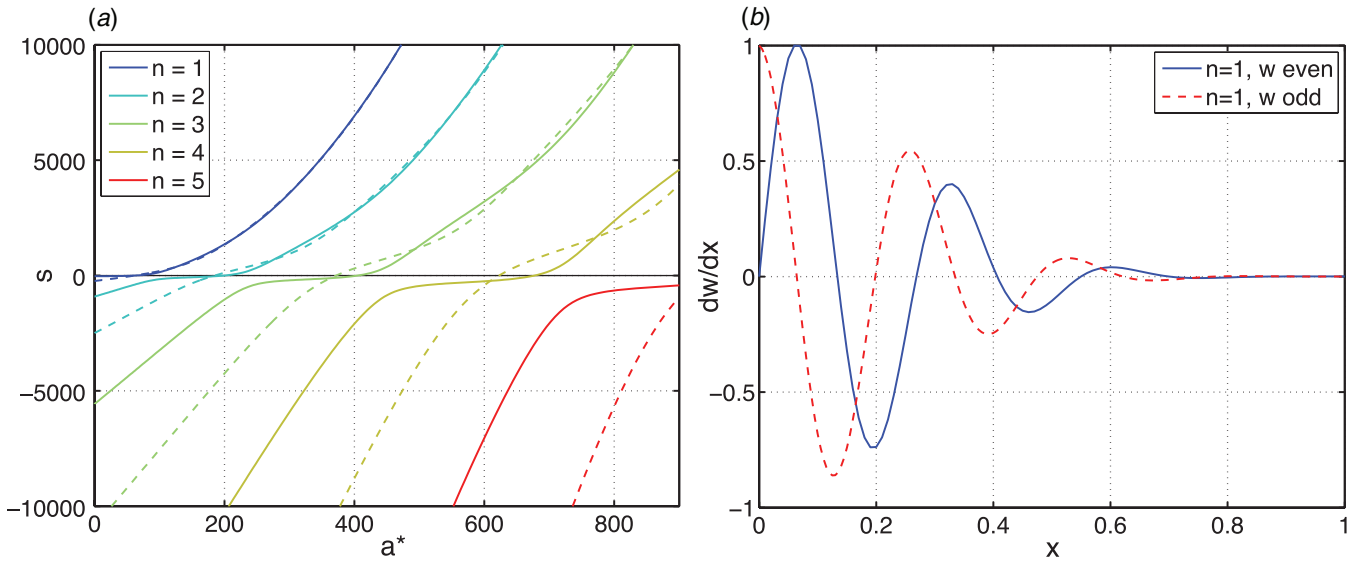 (a)
10000
5000
0
−5000
−10000
s
n = 1
n = 2
n = 3
n = 4
n = 5
0 200 400 600 800
a*
(b)
1
0.5
0
−0.5
−1
dw/dx
n=1, w even
n=1, w odd
0 0.2 0.4 0.6 0.8 1
x